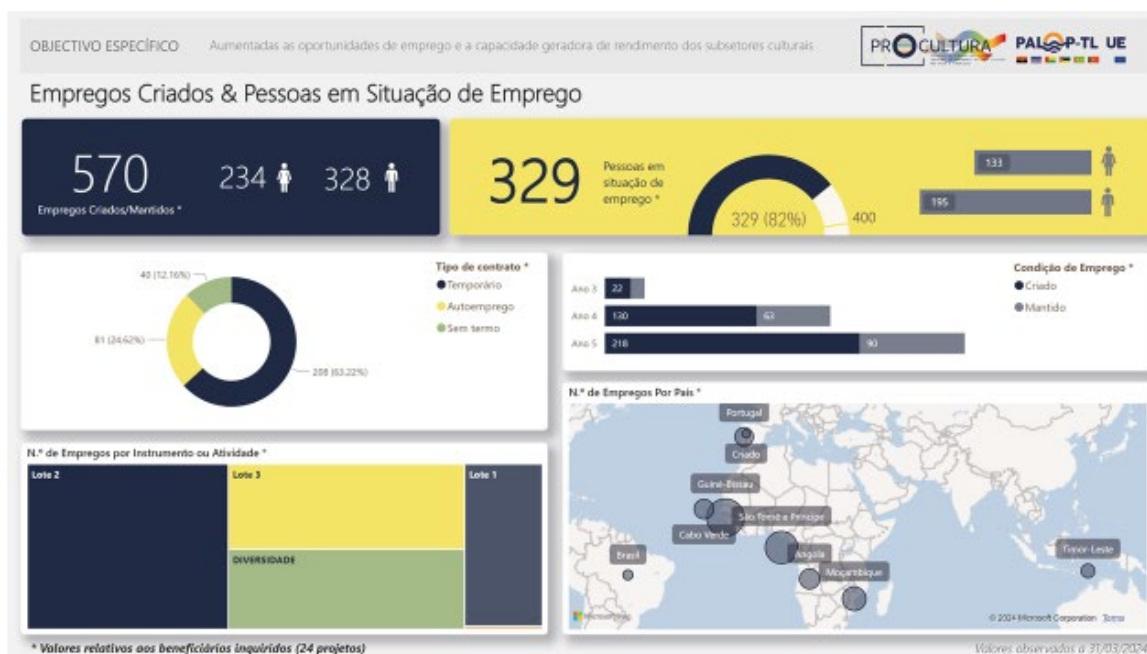 OBJECTIVO ESPECÍFICO Aumentadas as oportunidades de emprego e a capacidade geradora de rendimento dos subsetores culturais
PROCULTURA PALOP-TL UE
Empregos Criados & Pessoas em Situação de Emprego
570 234 328
Empregos Criados/Mantidos *
329
Pessoas em
situação de
emprego *
329 (82%) 400
133
195
Tipo de contrato *
Temporário
Autoemprego
Sem termo
40 (12.16%)
81 (24.62%)
208 (63.22%)
Condição de Emprego *
Criado
Mantido
Ano 3 22
Ano 4 130 63
Ano 5 218 90
N.º de Empregos por Instrumento ou Atividade *
Lote 2
Lote 3
Lote 1
DIVERSIDADE
N.º de Empregos Por País *
Portugal
Criado
Guiné-Bissau
São Tomé e Príncipe
Cabo Verde
Angola
Brasil
Moçambique
Timor-Leste
© 2024 Microsoft Corporation Terms
* Valores relativos aos beneficiários inquiridos (24 projetos)
Valores observados a 31/03/2024